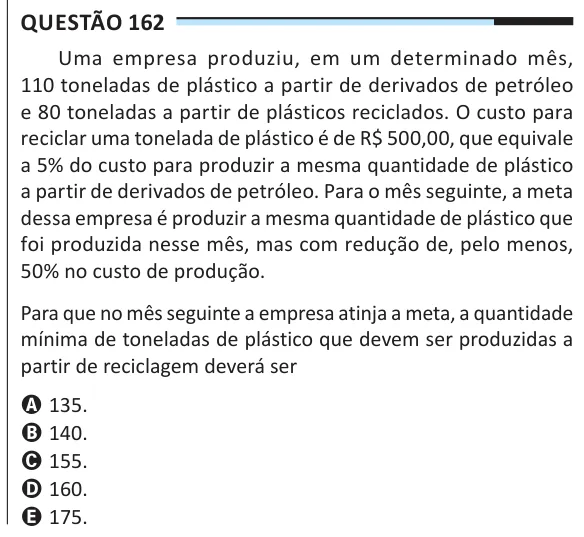 QUESTÃO 162
Uma empresa produziu, em um determinado mês,
110 toneladas de plástico a partir de derivados de petróleo
e 80 toneladas a partir de plásticos reciclados. O custo para
reciclar uma tonelada de plástico é de R$ 500,00, que equivale
a 5% do custo para produzir a mesma quantidade de plástico
a partir de derivados de petróleo. Para o mês seguinte, a meta
dessa empresa é produzir a mesma quantidade de plástico que
foi produzida nesse mês, mas com redução de, pelo menos,
50% no custo de produção.
Para que no mês seguinte a empresa atinja a meta, a quantidade
mínima de toneladas de plástico que devem ser produzidas a
partir de reciclagem deverá ser
A 135.
B 140.
C 155.
D 160.
E 175.